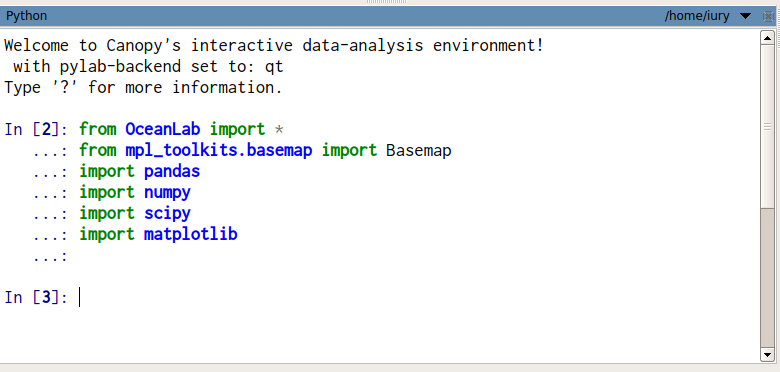 Python /home/iury
Welcome to Canopy's interactive data-analysis environment!
 with pylab-backend set to: qt
Type '?' for more information.
In [2]: from OceanLab import *
   ...: from mpl_toolkits.basemap import Basemap
   ...: import pandas
   ...: import numpy
   ...: import scipy
   ...: import matplotlib
   ...:
In [3]: